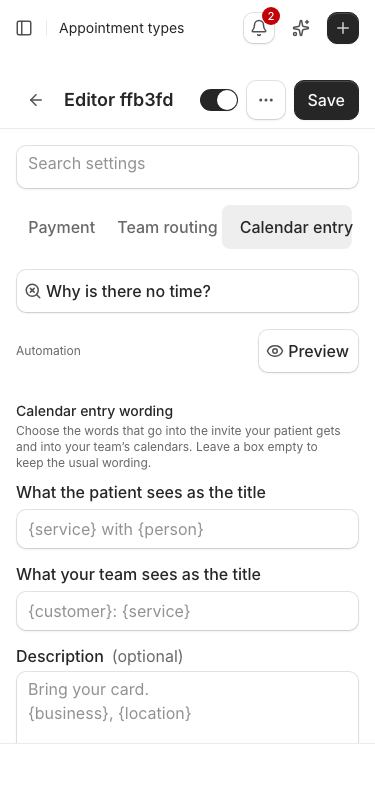 Appointment types
2
Editor ffb3fd
Save
Search settings
Payment
Team routing
Calendar entry
Why is there no time?
Automation
Preview
Calendar entry wording
Choose the words that go into the invite your patient gets
and into your team's calendars. Leave a box empty to
keep the usual wording.
What the patient sees as the title
{service} with {person}
What your team sees as the title
{customer}: {service}
Description (optional)
Bring your card.
{business}, {location}